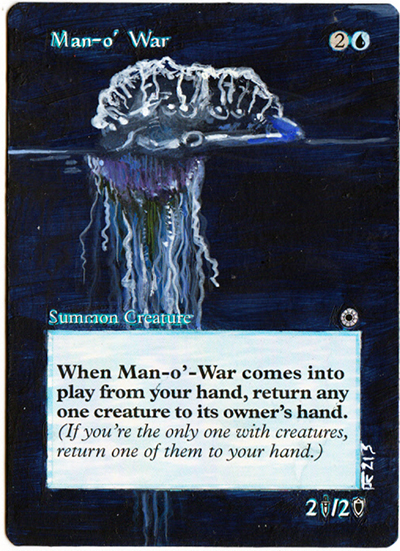 Man-o' War 2
Summon Creature
When Man-o'-War comes into
play from your hand, return any
one creature to its owner's hand.
(If you're the only one with creatures,
return one of them to your hand.)
2/2